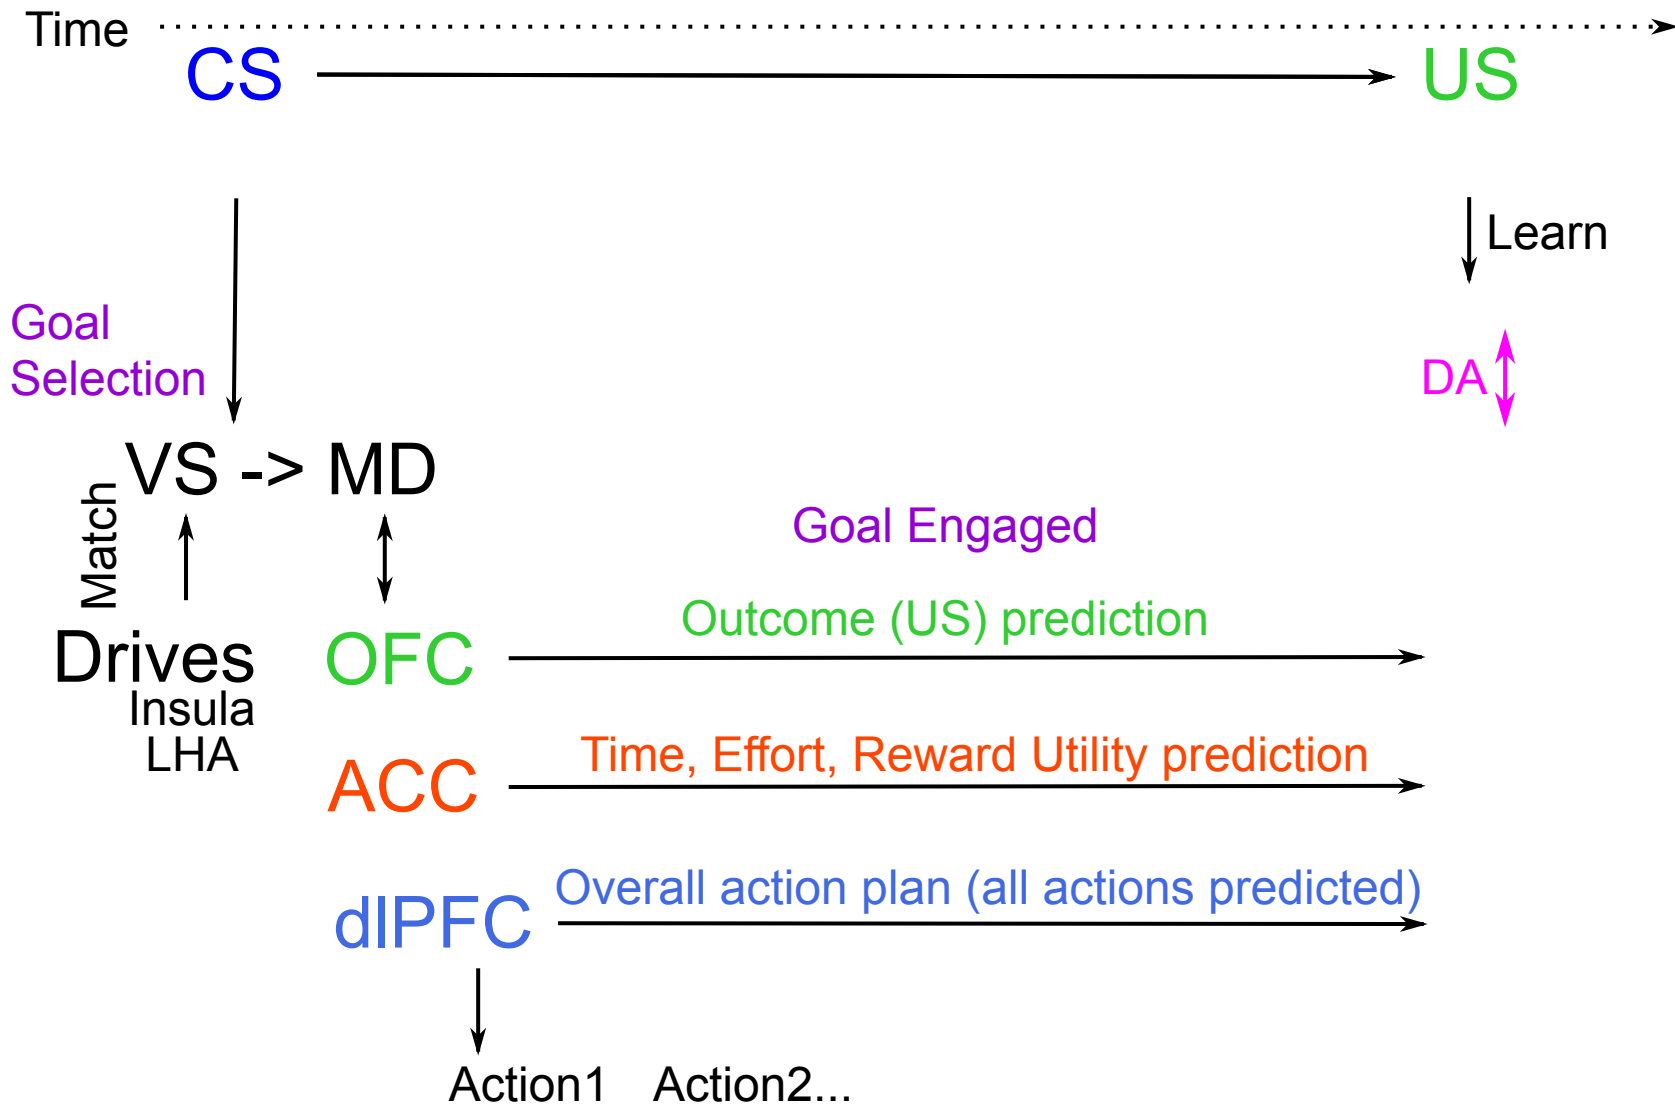 Time
CS
US
Learn
Goal
Selection
DA
VS -> MD
Match
Goal Engaged
Outcome (US) prediction
Drives
OFC
Insula
LHA
Time, Effort, Reward Utility prediction
ACC
Overall action plan (all actions predicted)
dlPFC
Action1 Action2...